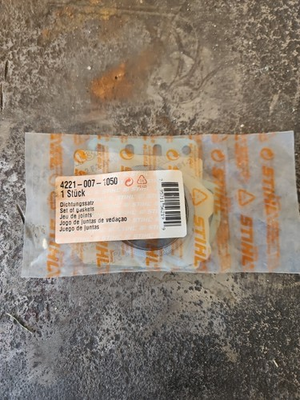 4221-007-1050
1 Stück
Dichtungssatz
Set of gaskets
Jeu de joints
Jogo de juntas de vedação
Juego de juntas
STIHL
STIHL
STIHL